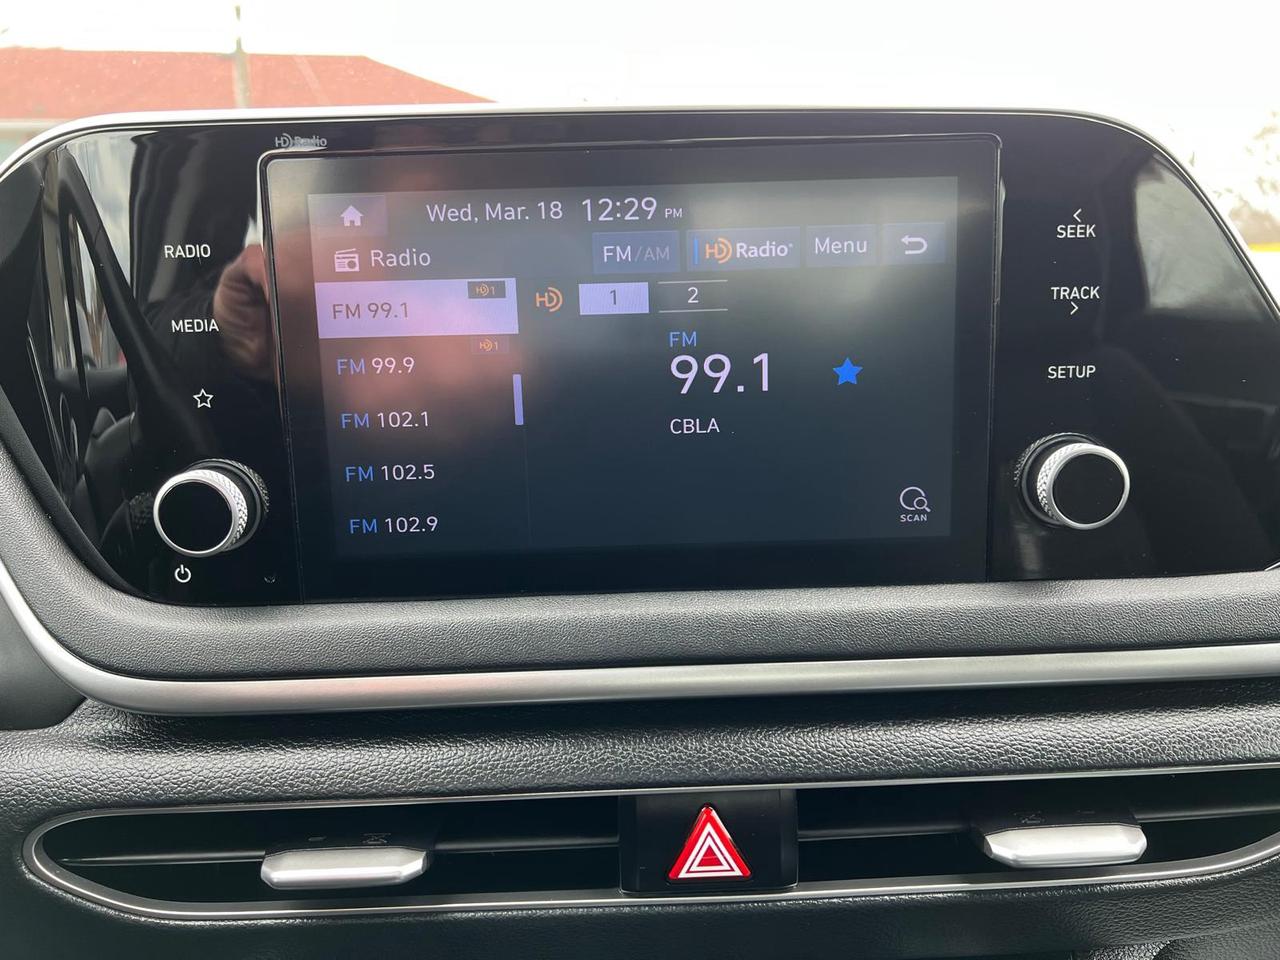 HD Radio
Wed, Mar. 18 12:29 PM
Radio FM/AM HD Radio Menu
FM 99.1 HD1
HD 1 2
FM 99.9 HD1
FM 102.1
FM 102.5
FM 102.9
FM
99.1
CBLA
SCAN
RADIO
MEDIA
< SEEK
TRACK >
SETUP